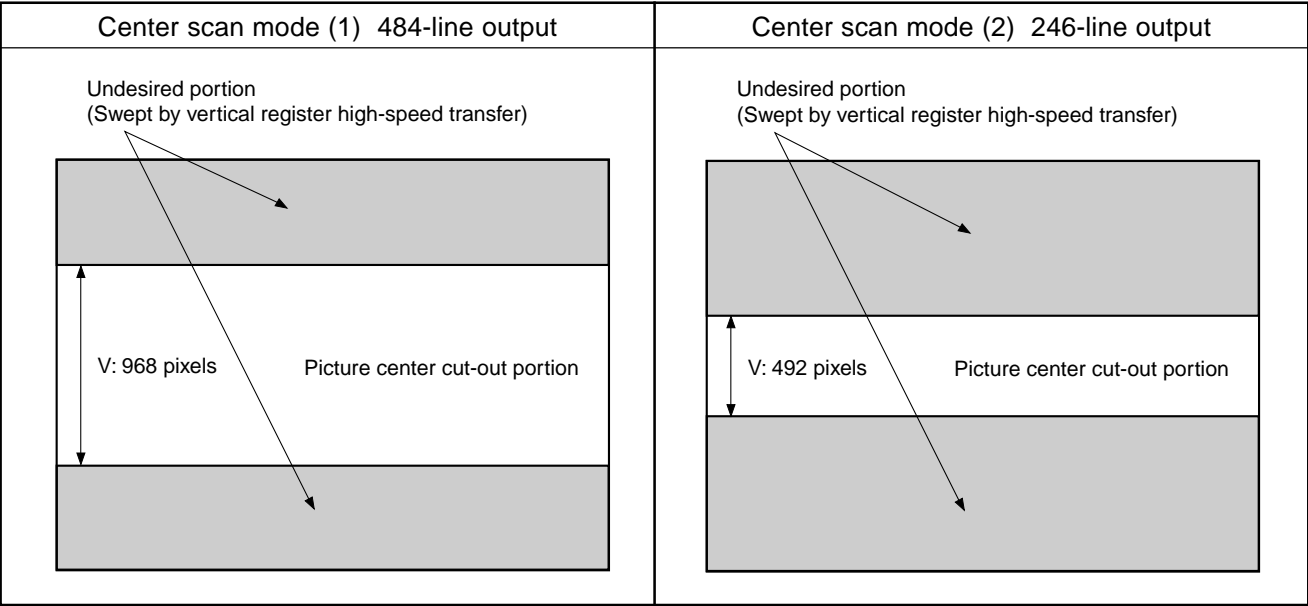 Center scan mode (1) 484-line output
Undesired portion
(Swept by vertical register high-speed transfer)
V: 968 pixels
Picture center cut-out portion
Center scan mode (2) 246-line output
Undesired portion
(Swept by vertical register high-speed transfer)
V: 492 pixels
Picture center cut-out portion